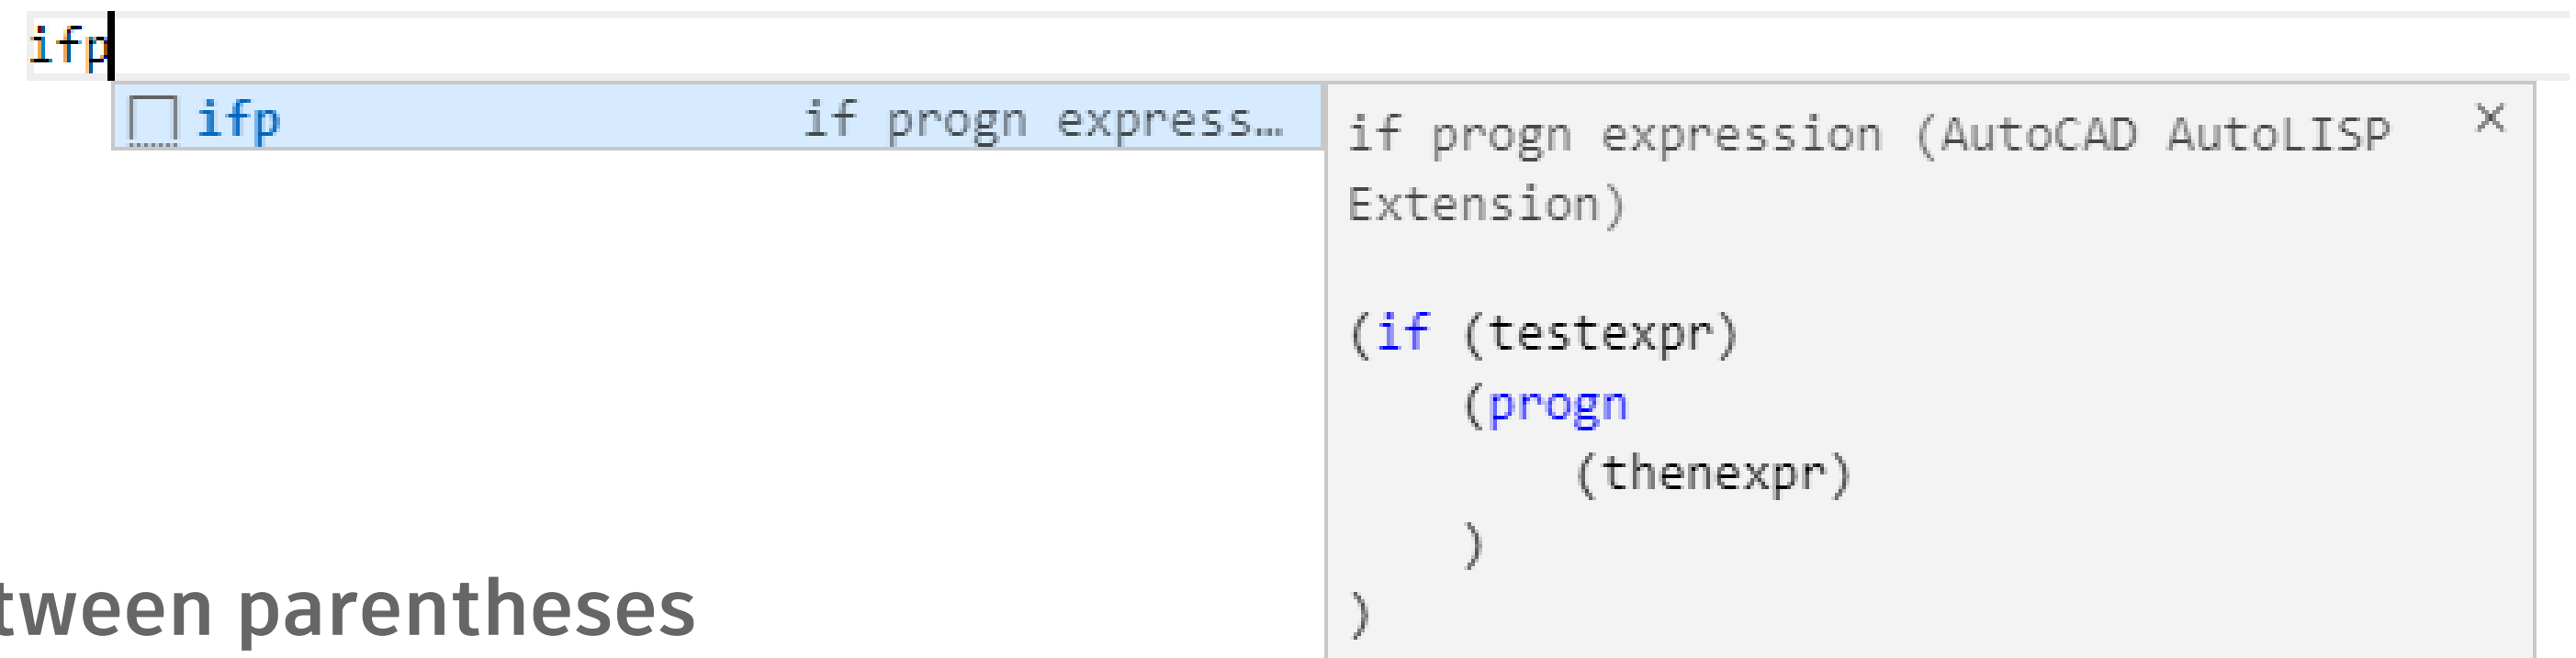 ifp
ifp if progn express…
if progn expression (AutoCAD AutoLISP
Extension)
(if (testexpr)
(progn
(thenexpr)
)
)
tween parentheses